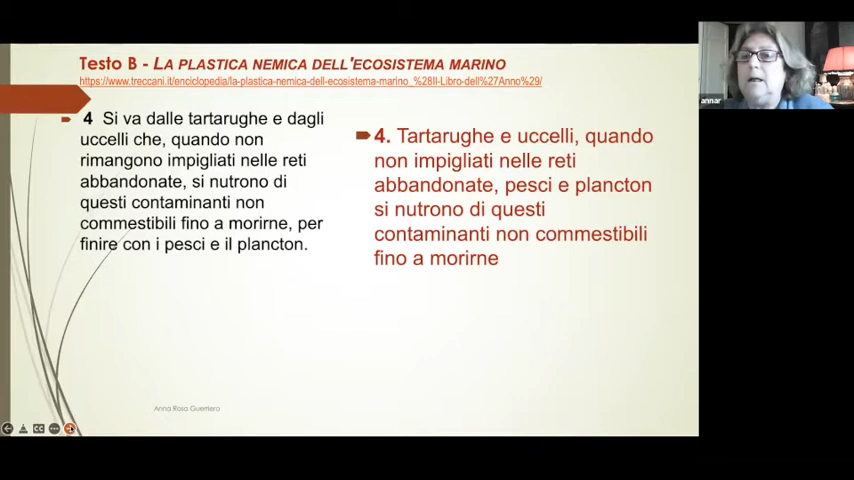 Testo B - LA PLASTICA NEMICA DELL'ECOSISTEMA MARINO
https://www.treccani.it/enciclopedia/la-plastica-nemica-dell-ecosistema-marino_%28Il-Libro-dell%27Anno%29/
4 Si va dalle tartarughe e dagli
uccelli che, quando non
rimangono impigliati nelle reti
abbandonate, si nutrono di
questi contaminanti non
commestibili fino a morirne, per
finire con i pesci e il plancton.
4. Tartarughe e uccelli, quando
non impigliati nelle reti
abbandonate, pesci e plancton
si nutrono di questi
contaminanti non commestibili
fino a morirne
Anna Rosa Guerriero
CC
annar